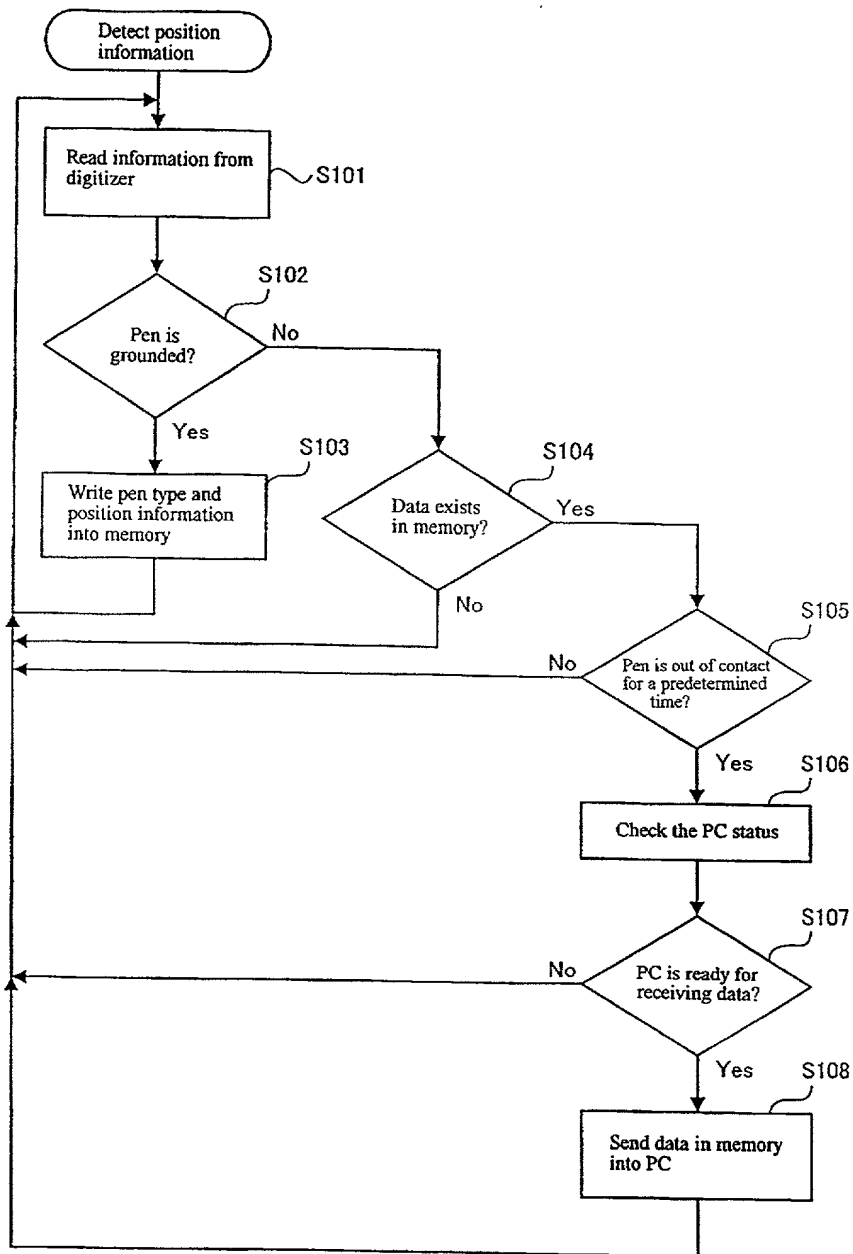 Detect position
information
Read information from
digitizer
S101
S102
Pen is
grounded?
No
Yes
S103
Write pen type and
position information
into memory
S104
Data exists
in memory?
Yes
No
S105
Pen is out of contact
for a predetermined
time?
No
Yes
S106
Check the PC status
S107
PC is ready for
receiving data?
No
Yes
S108
Send data in memory
into PC